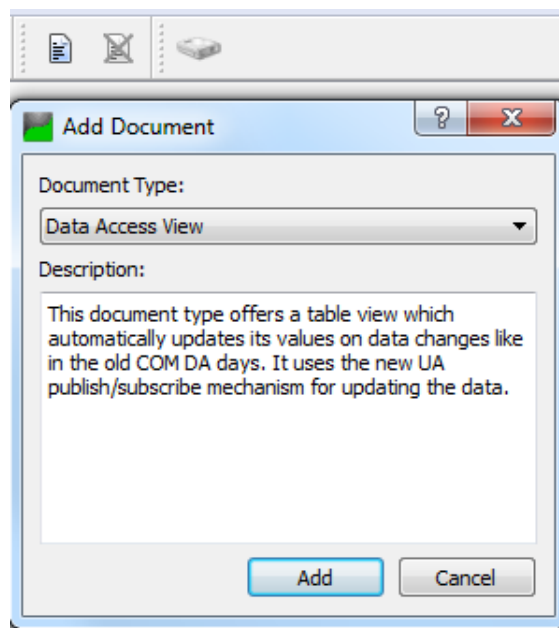 Add Document
Document Type:
Data Access View
Description:
This document type offers a table view which
automatically updates its values on data changes like
in the old COM DA days. It uses the new UA
publish/subscribe mechanism for updating the data.
Add Cancel